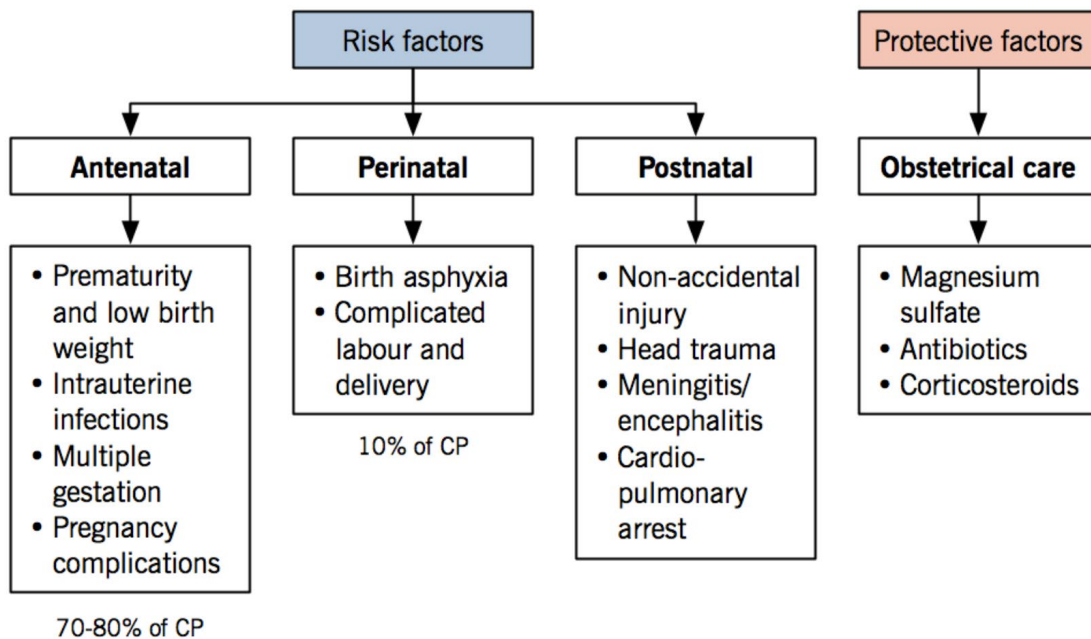 Risk factors
Protective factors
Antenatal
Perinatal
Postnatal
Obstetrical care
• Prematurity
and low birth
weight
• Intrauterine
infections
• Multiple
gestation
• Pregnancy
complications
70-80% of CP
• Birth asphyxia
• Complicated
labour and
delivery
10% of CP
• Non-accidental
injury
• Head trauma
• Meningitis/
encephalitis
• Cardio-
pulmonary
arrest
• Magnesium
sulfate
• Antibiotics
• Corticosteroids